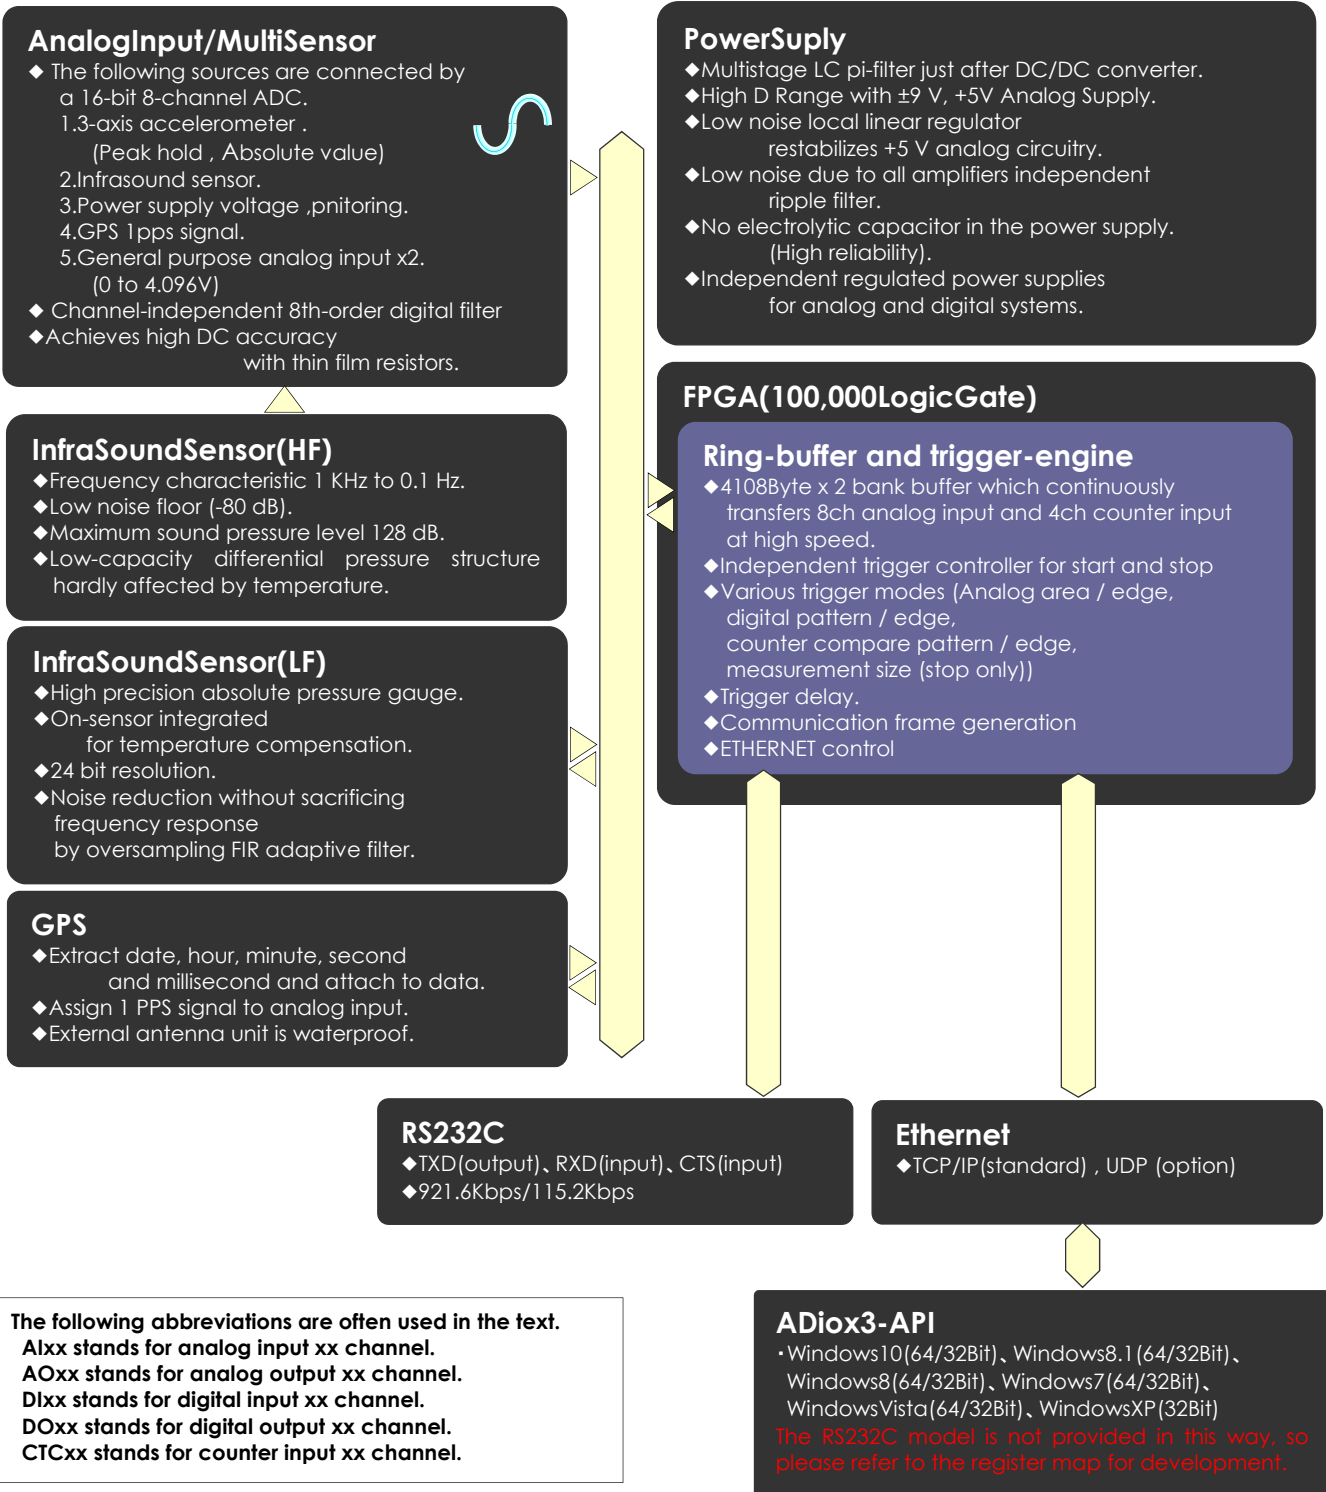 AnalogInput/MultiSensor
◆ The following sources are connected by
a 16-bit 8-channel ADC.
1.3-axis accelerometer .
(Peak hold , Absolute value)
2.Infrasound sensor.
3.Power supply voltage ,pnitoring.
4.GPS 1pps signal.
5.General purpose analog input x2.
(0 to 4.096V)
◆ Channel-independent 8th-order digital filter
◆Achieves high DC accuracy
with thin film resistors.
InfraSoundSensor(HF)
◆Frequency characteristic 1 KHz to 0.1 Hz.
◆Low noise floor (-80 dB).
◆Maximum sound pressure level 128 dB.
◆Low-capacity differential pressure structure
hardly affected by temperature.
InfraSoundSensor(LF)
◆High precision absolute pressure gauge.
◆On-sensor integrated
for temperature compensation.
◆24 bit resolution.
◆Noise reduction without sacrificing
frequency response
by oversampling FIR adaptive filter.
GPS
◆Extract date, hour, minute, second
and millisecond and attach to data.
◆Assign 1 PPS signal to analog input.
◆External antenna unit is waterproof.
PowerSuply
◆Multistage LC pi-filter just after DC/DC converter.
◆High D Range with ±9 V, +5V Analog Supply.
◆Low noise local linear regulator
restabilizes +5 V analog circuitry.
◆Low noise due to all amplifiers independent
ripple filter.
◆No electrolytic capacitor in the power supply.
(High reliability).
◆Independent regulated power supplies
for analog and digital systems.
FPGA(100,000LogicGate)
Ring-buffer and trigger-engine
◆4108Byte x 2 bank buffer which continuously
transfers 8ch analog input and 4ch counter input
at high speed.
◆Independent trigger controller for start and stop
◆Various trigger modes (Analog area / edge,
digital pattern / edge,
counter compare pattern / edge,
measurement size (stop only))
◆Trigger delay.
◆Communication frame generation
◆ETHERNET control
RS232C
◆TXD(output)、RXD(input)、CTS(input)
◆921.6Kbps/115.2Kbps
Ethernet
◆TCP/IP(standard) , UDP (option)
ADiox3-API
・Windows10(64/32Bit)、Windows8.1(64/32Bit)、
Windows8(64/32Bit)、Windows7(64/32Bit)、
WindowsVista(64/32Bit)、WindowsXP(32Bit)
The RS232C model is not provided in this way, so
please refer to the register map for development.
The following abbreviations are often used in the text.
AIxx stands for analog input xx channel.
AOxx stands for analog output xx channel.
DIxx stands for digital input xx channel.
DOxx stands for digital output xx channel.
CTCxx stands for counter input xx channel.